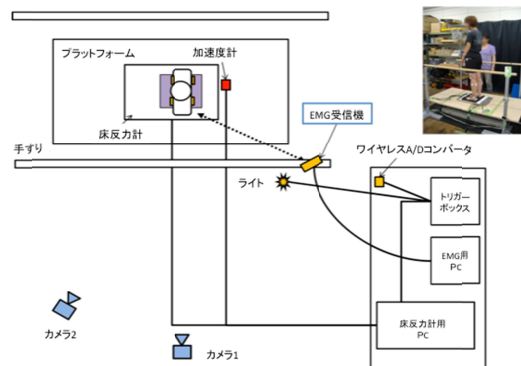 プラットフォーム
加速度計
床反力計
EMG受信機
手すり
ワイヤレスA/Dコンバータ
ライト
トリガー
ボックス
EMG用
PC
床反力計用
PC
カメラ2
カメラ1